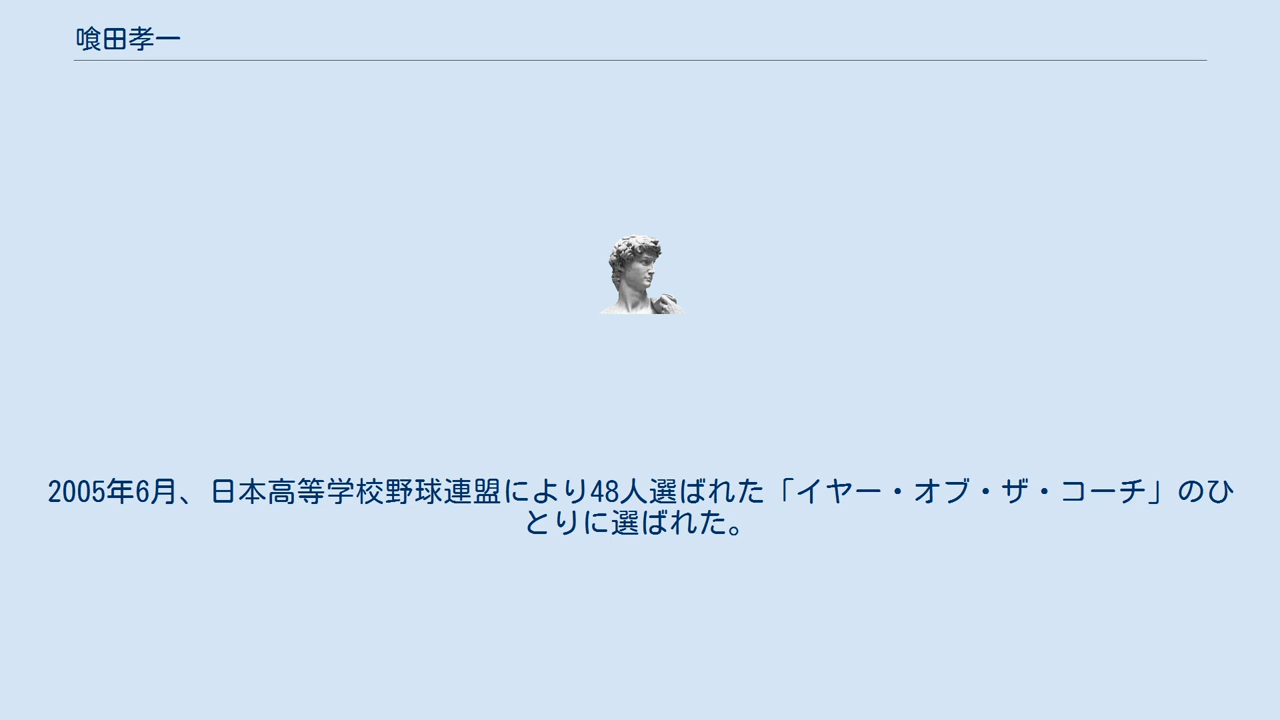 喰田孝一
2005年6月、日本高等学校野球連盟により48人選ばれた「イヤー・オブ・ザ・コーチ」のひ
とりに選ばれた。